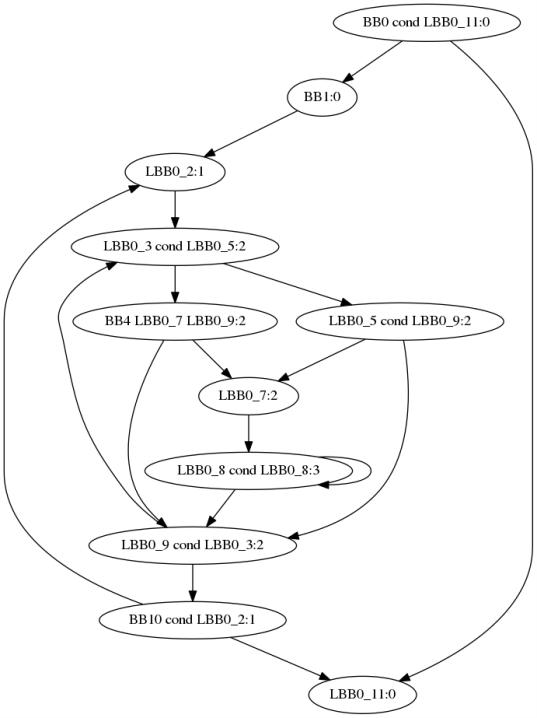 BB0 cond LBB0_11:0
BB1:0
LBB0_2:1
LBB0_3 cond LBB0_5:2
BB4 LBB0_7 LBB0_9:2
LBB0_5 cond LBB0_9:2
LBB0_7:2
LBB0_8 cond LBB0_8:3
LBB0_9 cond LBB0_3:2
BB10 cond LBB0_2:1
LBB0_11:0